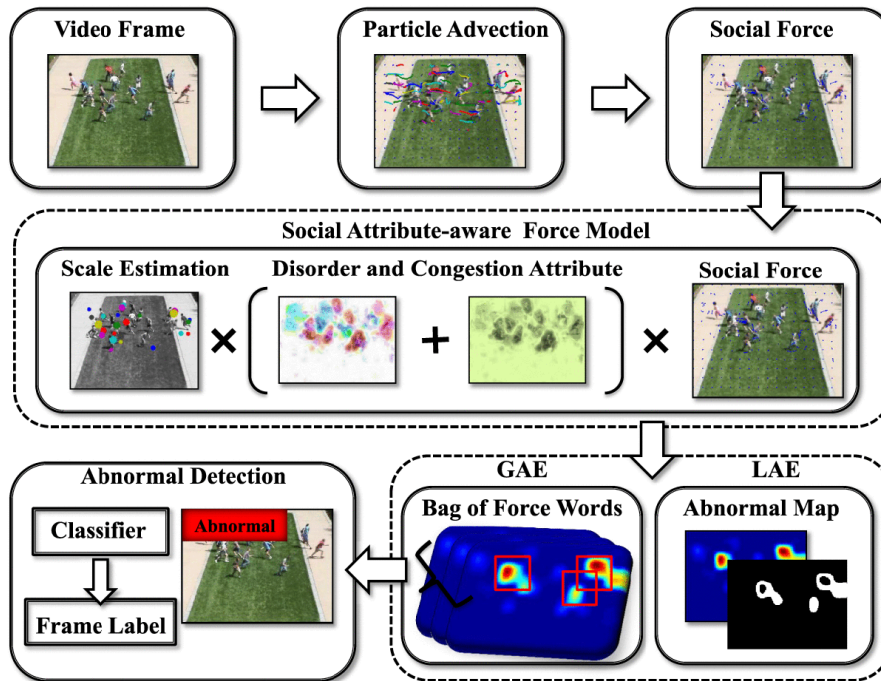 Video Frame
Particle Advection
Social Force
Social Attribute-aware Force Model
Scale Estimation
Disorder and Congestion Attribute
Social Force
×
+
×
Abnormal Detection
Classifier
Frame Label
Abnormal
GAE
Bag of Force Words
LAE
Abnormal Map